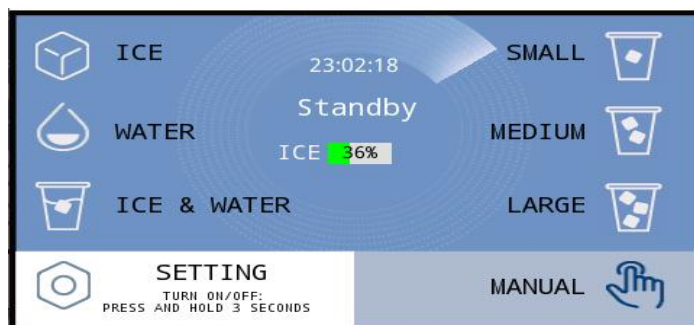 ICE
23:02:18
SMALL
Standby
WATER
MEDIUM
ICE 36%
ICE & WATER
LARGE
SETTING
TURN ON/OFF:
PRESS AND HOLD 3 SECONDS
MANUAL